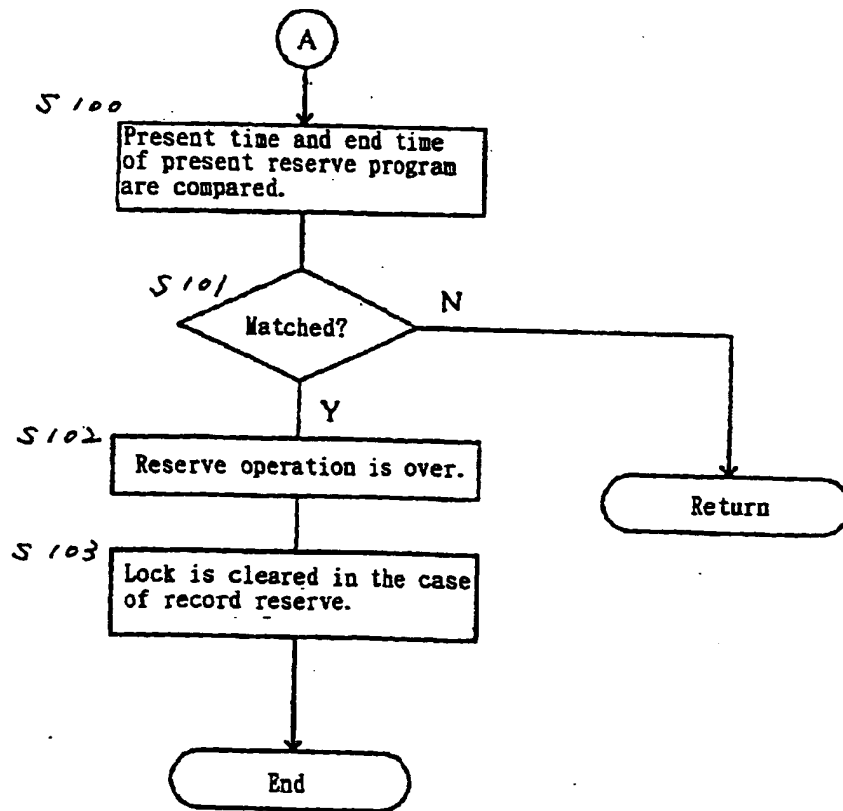 A
S100
Present time and end time
of present reserve program
are compared.
S101
Matched?
N
Y
S102
Reserve operation is over.
Return
S103
Lock is cleared in the case
of record reserve.
End